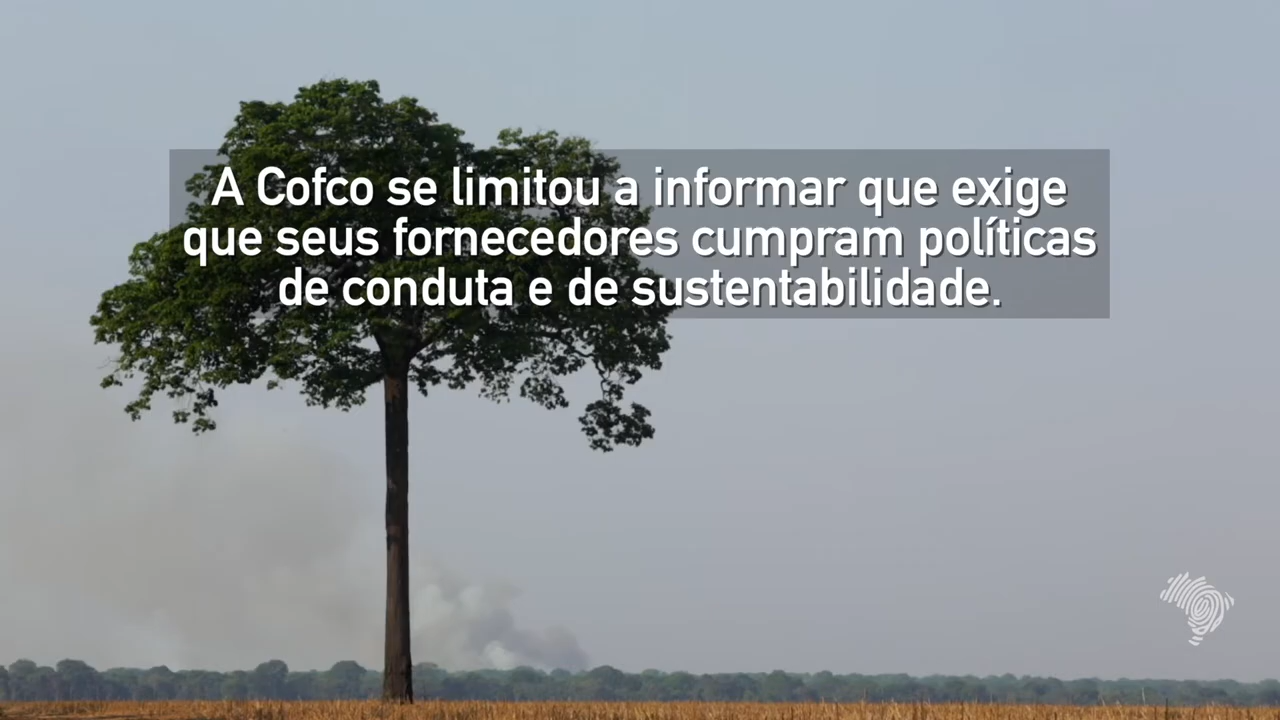 A Cofco se limitou a informar que exige
que seus fornecedores cumpram políticas
de conduta e de sustentabilidade.